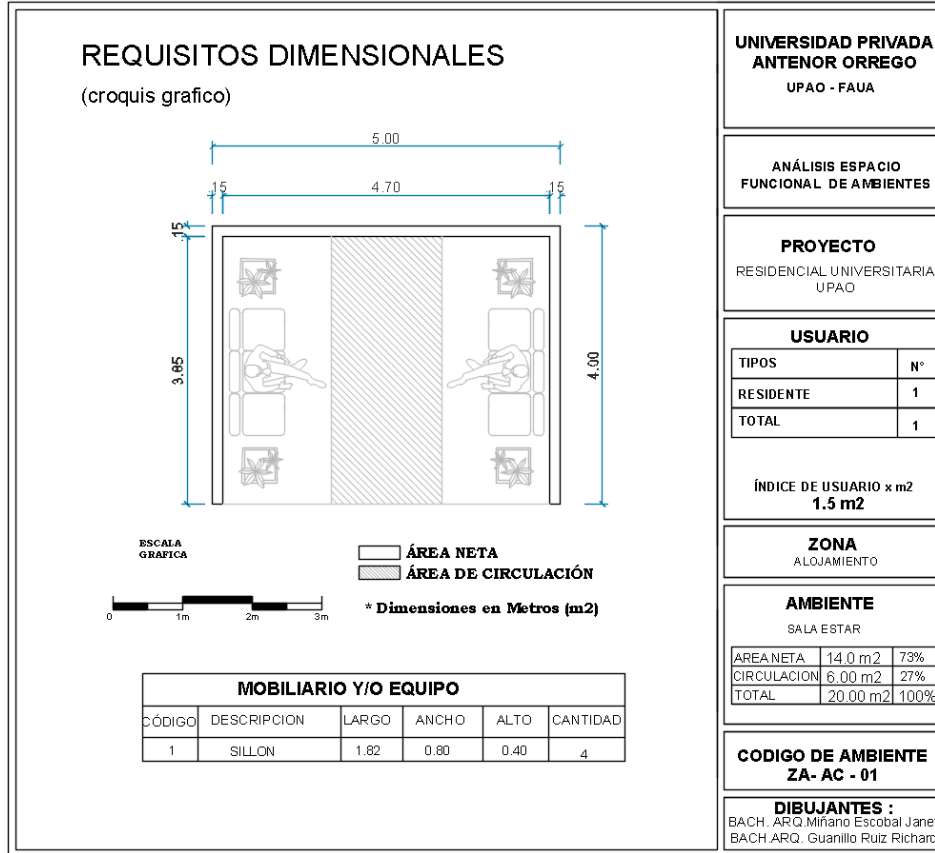 REQUISITOS DIMENSIONALES
(croquis grafico)
5.00
.15 4.70 .15
.15
3.85
4.00
ESCALA
GRAFICA
0 1m 2m 3m
ÁREA NETA
ÁREA DE CIRCULACIÓN
* Dimensiones en Metros (m2)
MOBILIARIO Y/O EQUIPO
CÓDIGO DESCRIPCION LARGO ANCHO ALTO CANTIDAD
1 SILLON 1.82 0.80 0.40 4
UNIVERSIDAD PRIVADA
ANTENOR ORREGO
UPAO - FAUA
ANÁLISIS ESPACIO
FUNCIONAL DE AMBIENTES
PROYECTO
RESIDENCIAL UNIVERSITARIA
UPAO
USUARIO
TIPOS N°
RESIDENTE 1
TOTAL 1
ÍNDICE DE USUARIO x m2
1.5 m2
ZONA
ALOJAMIENTO
AMBIENTE
SALA ESTAR
AREA NETA 14.0 m2 73%
CIRCULACION 6.00 m2 27%
TOTAL 20.00 m2 100%
CODIGO DE AMBIENTE
ZA- AC - 01
DIBUJANTES :
BACH. ARQ.Miñano Escobal Janet
BACH.ARQ. Guanillo Ruiz Richard